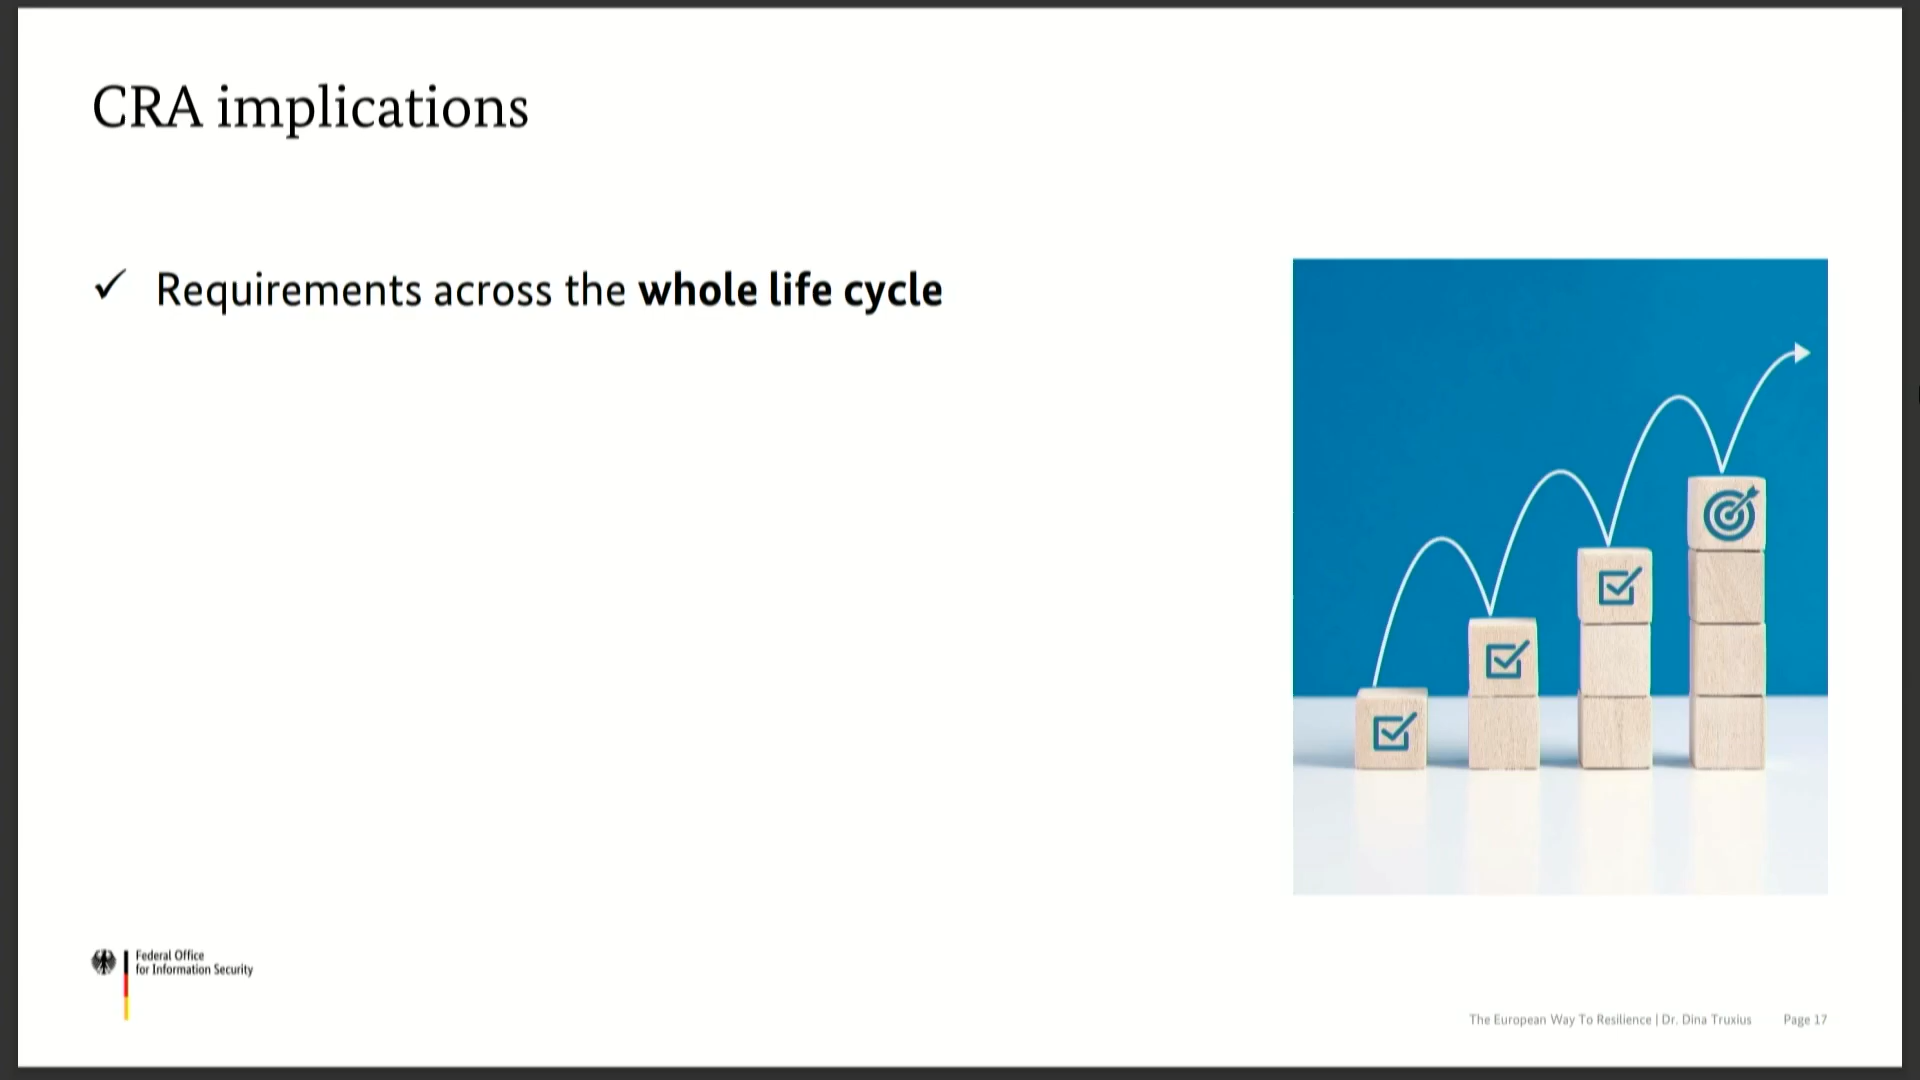 CRA implications
✓ Requirements across the whole life cycle
Federal Office
for Information Security
The European Way To Resilience | Dr. Dina Truxius Page 17